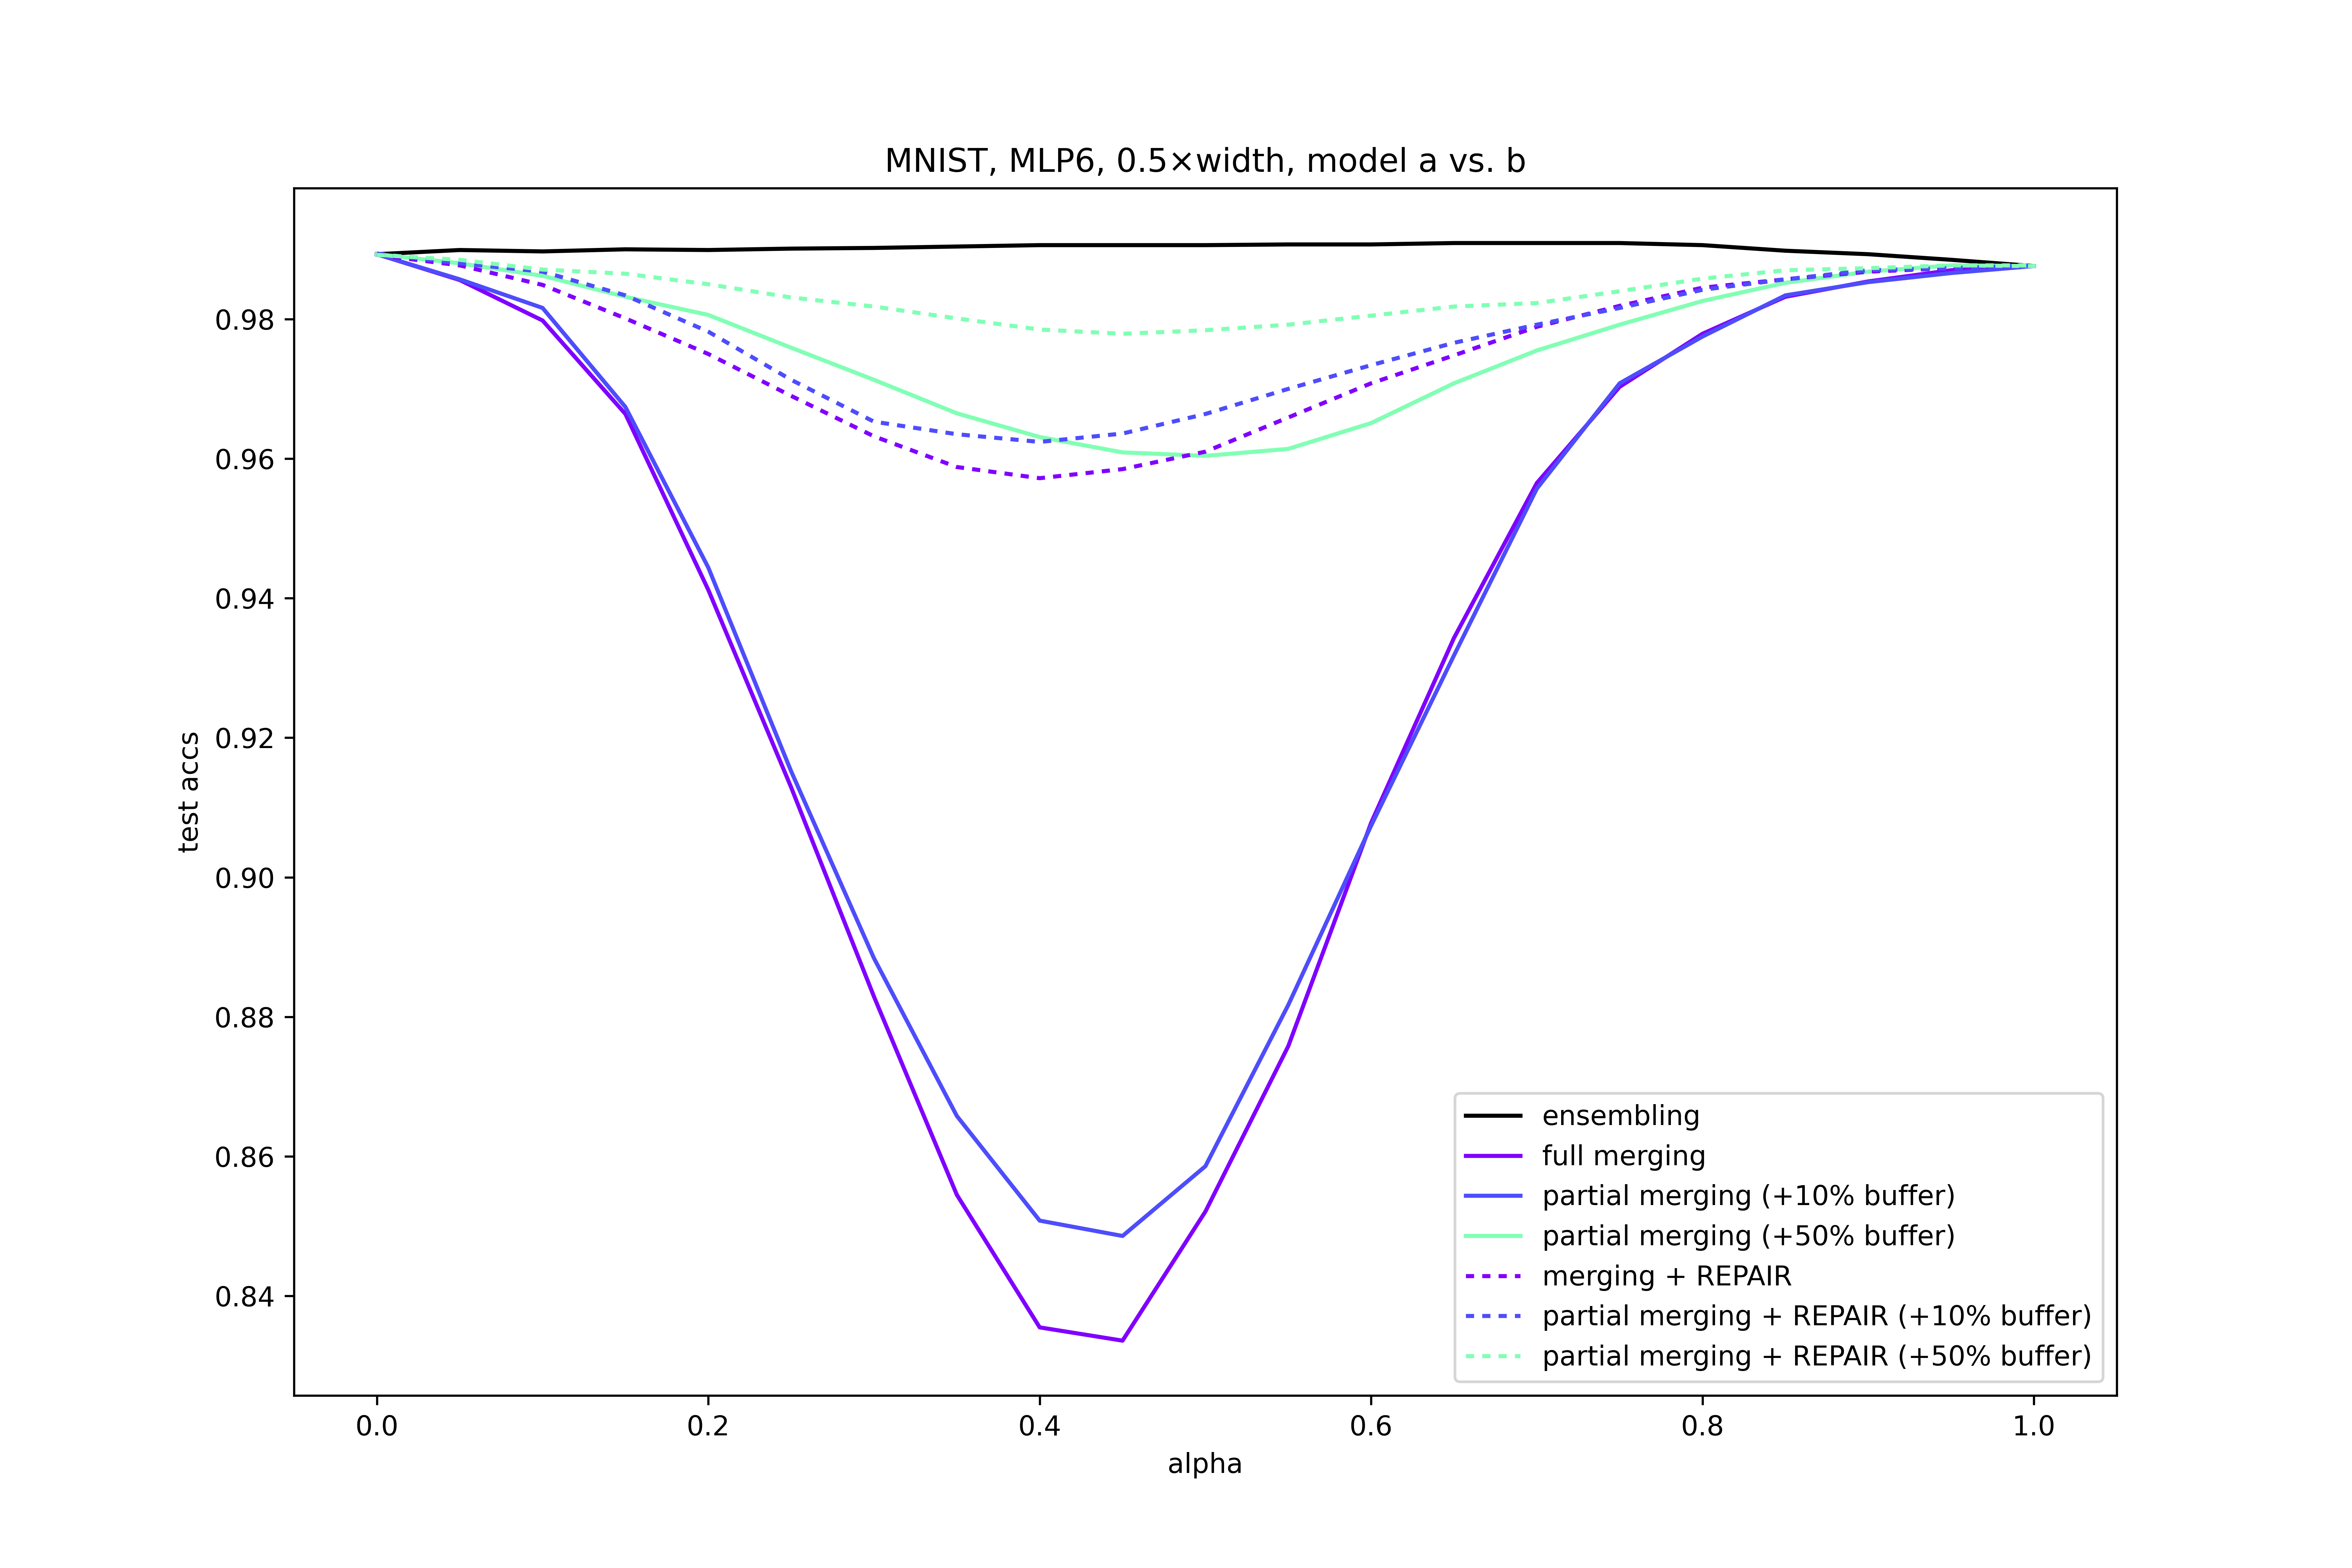 MNIST, MLP6, 0.5×width, model a vs. b
test accs
0.98
0.96
0.94
0.92
0.90
0.88
0.86
0.84
0.0
0.2
0.4
0.6
0.8
1.0
alpha
ensembling
full merging
partial merging (+10% buffer)
partial merging (+50% buffer)
merging + REPAIR
partial merging + REPAIR (+10% buffer)
partial merging + REPAIR (+50% buffer)